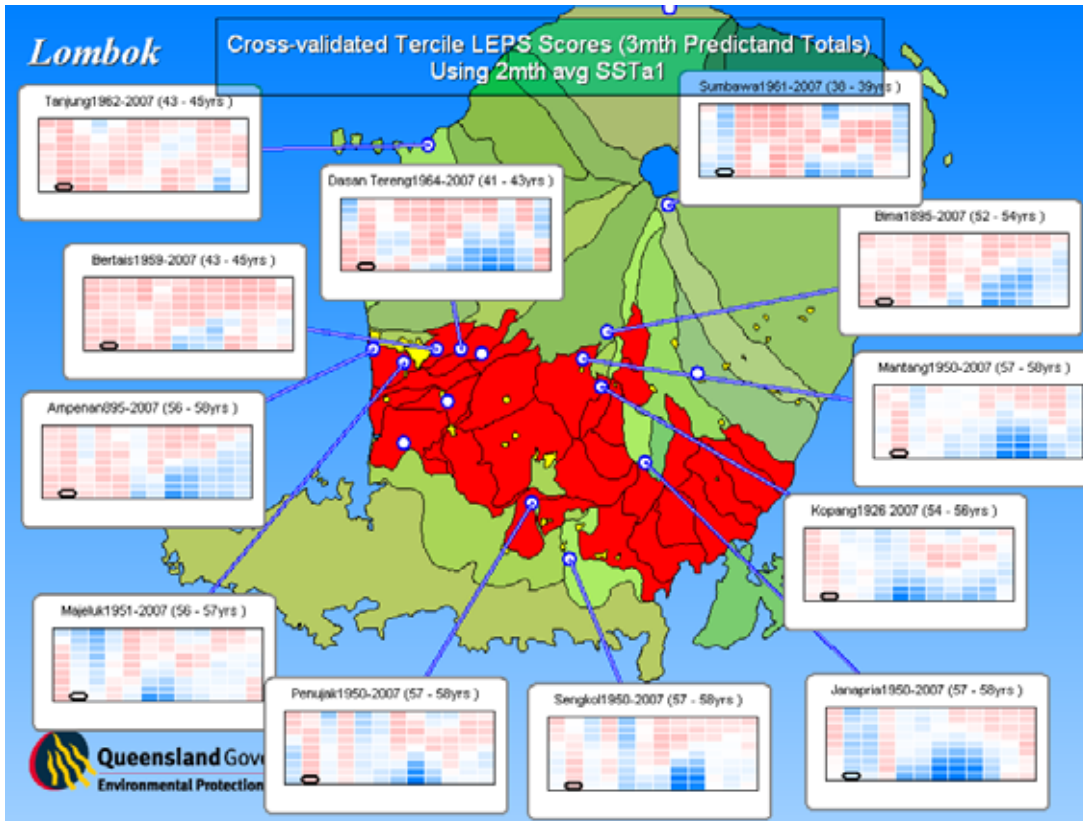 Lombok
Cross-validated Tercile LEPS Scores (3mth Predictand Totals)
Using 2mth avg SSTa1
Tanjung1962-2007 (43 - 45yrs )
Sumbawa1961-2007 (38 - 39yrs )
Dasan Tereng1964-2007 (41 - 43yrs )
Bima1895-2007 (52 - 54yrs )
Bertais1959-2007 (43 - 45yrs )
Mantang1950-2007 (57 - 58yrs )
Ampenan895-2007 (56 - 58yrs )
Kopang1926 2007 (54 - 56yrs )
Majeluk1951-2007 (56 - 57yrs )
Penujak1950-2007 (57 - 58yrs )
Sengkol1950-2007 (57 - 58yrs )
Janapria1950-2007 (57 - 58yrs )
Queensland Gove
Environmental Protection